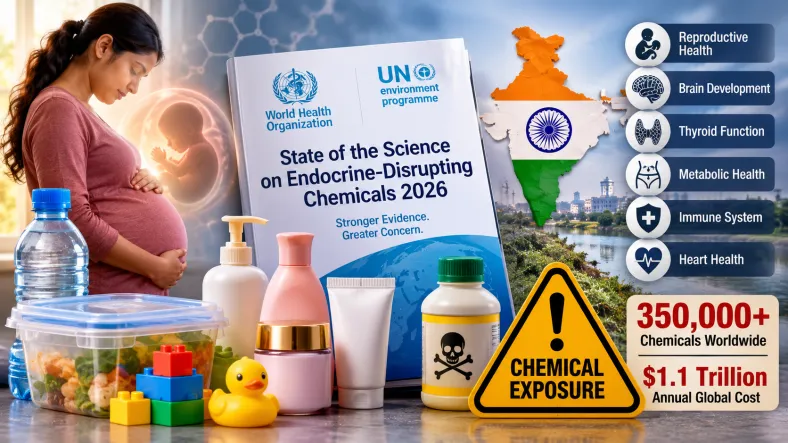 World Health
Organization
UN
environment
programme
State of the Science
on Endocrine-Disrupting
Chemicals 2026
Stronger Evidence.
Greater Concern.
Reproductive
Health
Brain Development
Thyroid Function
Metabolic Health
Immune System
Heart Health
CHEMICAL
EXPOSURE
350,000+
Chemicals Worldwide
$1.1 Trillion
Annual Global Cost